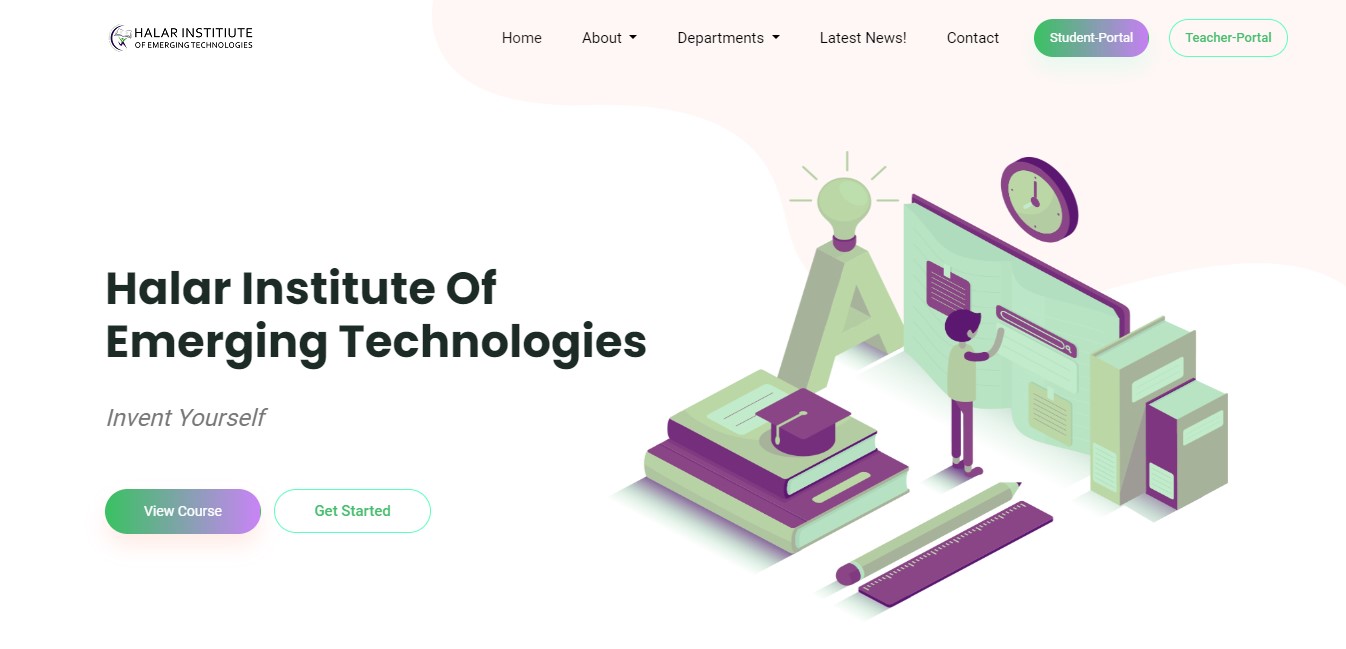 HALAR INSTITIUTE
OF EMERGING TECHNOLOGIES
Home
About
Departments
Latest News!
Contact
Student-Portal
Teacher-Portal
Halar Institute Of
Emerging Technologies
Invent Yourself
View Course
Get Started